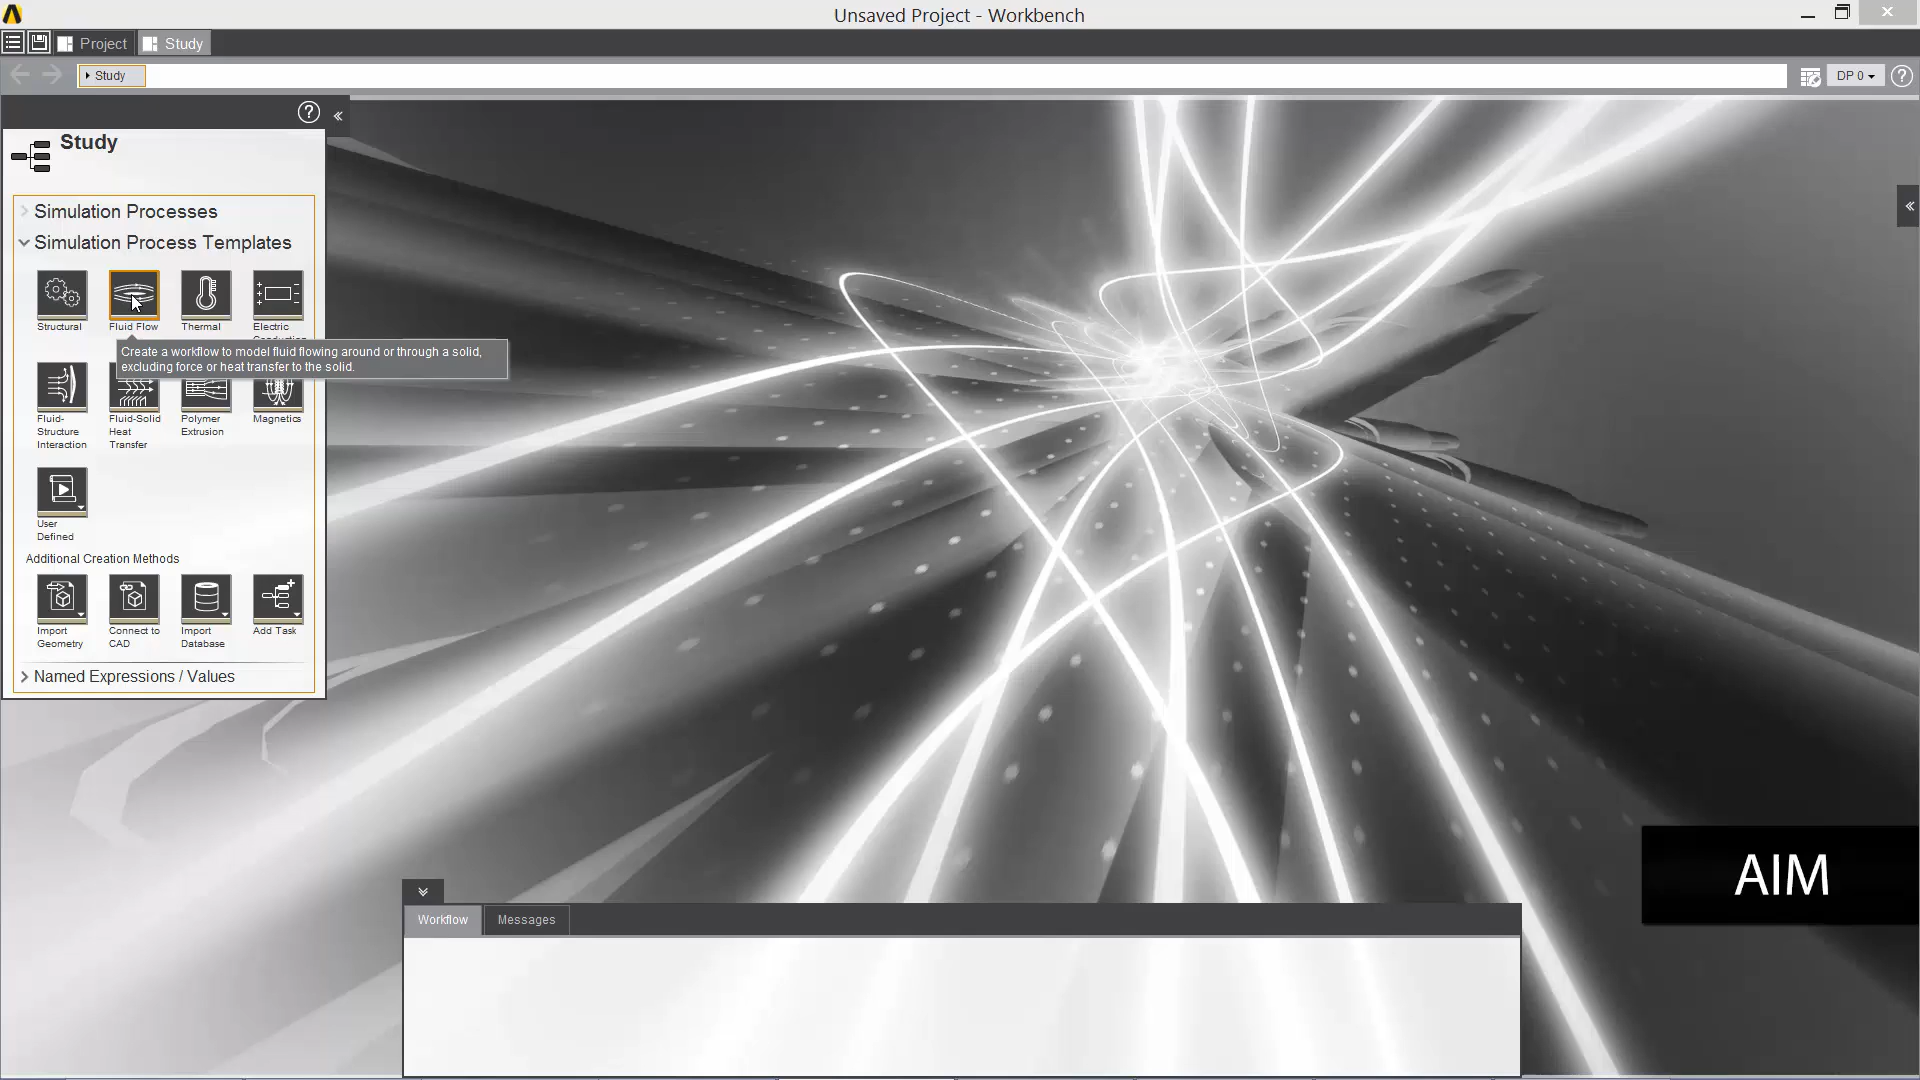 Unsaved Project - Workbench
Project
Study
Study
DP 0
Study
Simulation Processes
Simulation Process Templates
Structural
Fluid Flow
Thermal
Electric
Create a workflow to model fluid flowing around or through a solid,
excluding force or heat transfer to the solid.
Fluid-
Structure
Interaction
Fluid-Solid
Heat
Transfer
Polymer
Extrusion
Magnetics
User
Defined
Additional Creation Methods
Import
Geometry
Connect to
CAD
Import
Database
Add Task
Named Expressions / Values
AIM
Workflow
Messages